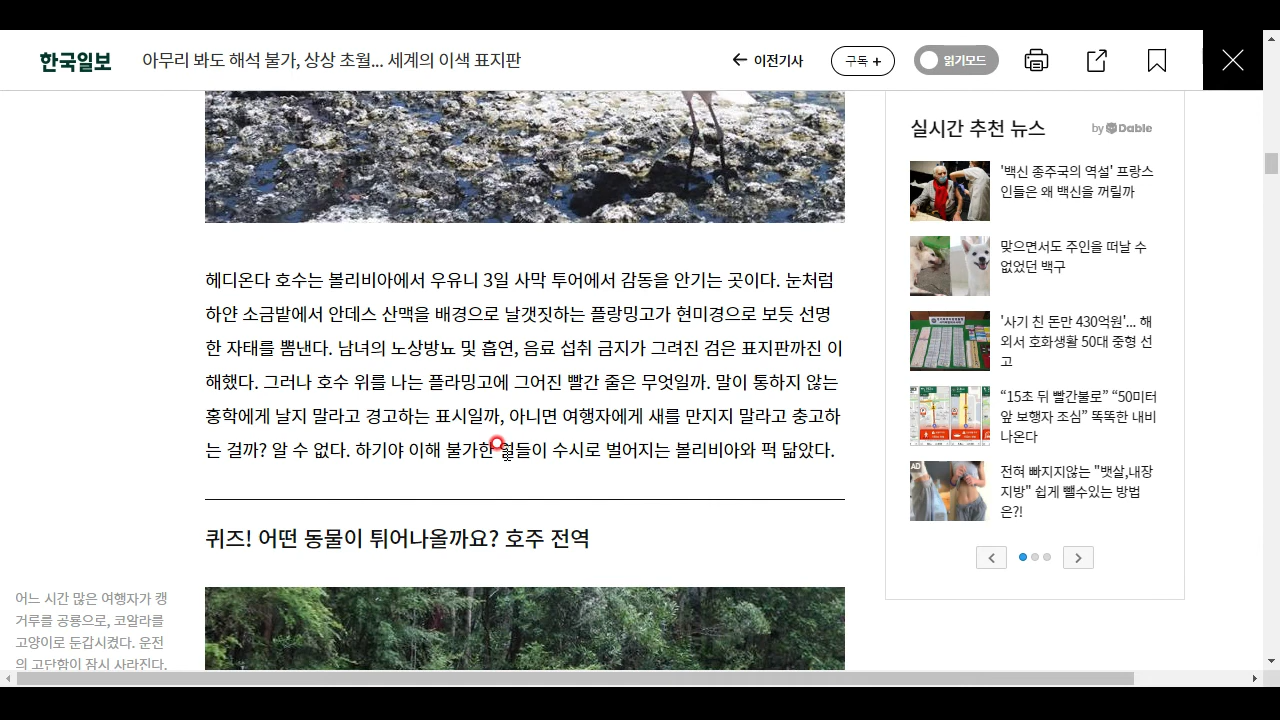 한국일보
아무리 봐도 해석 불가, 상상 초월... 세계의 이색 표지판
이전기사
구독 +
읽기모드
헤디온다 호수는 볼리비아에서 우유니 3일 사막 투어에서 감동을 안기는 곳이다. 눈처럼
하얀 소금밭에서 안데스 산맥을 배경으로 날갯짓하는 플랑밍고가 현미경으로 보듯 선명
한 자태를 뽐낸다. 남녀의 노상방뇨 및 흡연, 음료 섭취 금지가 그려진 검은 표지판까진 이
해했다. 그러나 호수 위를 나는 플라밍고에 그어진 빨간 줄은 무엇일까. 말이 통하지 않는
홍학에게 날지 말라고 경고하는 표시일까, 아니면 여행자에게 새를 만지지 말라고 충고하
는 걸까? 알 수 없다. 하기야 이해 불가한 수시로 벌어지는 볼리비아와 퍽 닮았다.
퀴즈! 어떤 동물이 튀어나올까요? 호주 전역
어느 시간 많은 여행자가 캥
거루를 공룡으로, 코알라를
고양이로 둔갑시켰다. 운전
의 고단함이 잠시 사라진다.
실시간 추천 뉴스
by Dable
'백신 종주국의 역설' 프랑스
인들은 왜 백신을 꺼릴까
맞으면서도 주인을 떠날 수
없었던 백구
'사기 친 돈만 430억원'... 해
외서 호화생활 50대 중형 선
고
“15초 뒤 빨간불로” “50미터
앞 보행자 조심” 똑똑한 내비
나온다
AD
전혀 빠지지않는 "뱃살,내장
지방" 쉽게 뺄수있는 방법
은?!